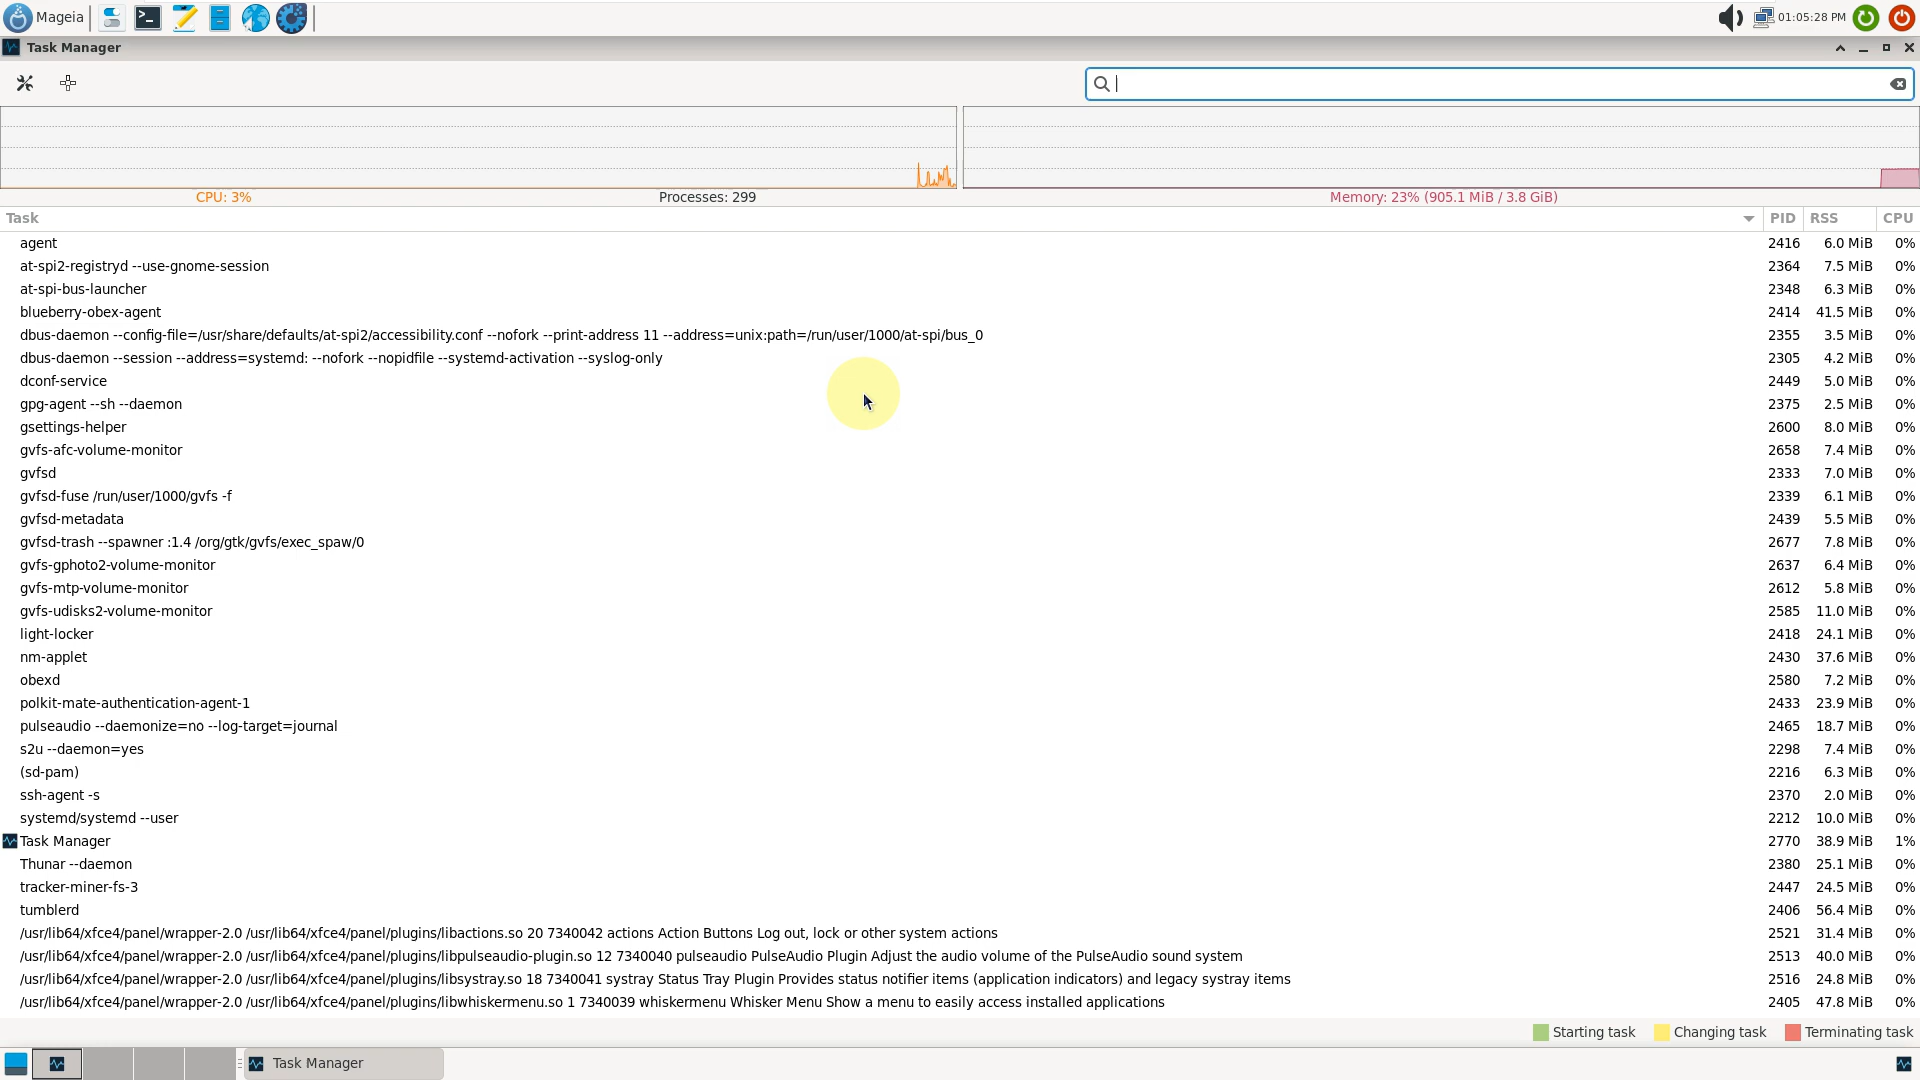 Mageia
01:05:28 PM
Task Manager
CPU: 3%
Processes: 299
Memory: 23% (905.1 MiB / 3.8 GiB)
Task PID RSS CPU
agent 2416 6.0 MiB 0%
at-spi2-registryd --use-gnome-session 2364 7.5 MiB 0%
at-spi-bus-launcher 2348 6.3 MiB 0%
blueberry-obex-agent 2414 41.5 MiB 0%
dbus-daemon --config-file=/usr/share/defaults/at-spi2/accessibility.conf --nofork --print-address 11 --address=unix:path=/run/user/1000/at-spi/bus_0 2355 3.5 MiB 0%
dbus-daemon --session --address=systemd: --nofork --nopidfile --systemd-activation --syslog-only 2305 4.2 MiB 0%
dconf-service 2449 5.0 MiB 0%
gpg-agent --sh --daemon 2375 2.5 MiB 0%
gsettings-helper 2600 8.0 MiB 0%
gvfs-afc-volume-monitor 2658 7.4 MiB 0%
gvfsd 2333 7.0 MiB 0%
gvfsd-fuse /run/user/1000/gvfs -f 2339 6.1 MiB 0%
gvfsd-metadata 2439 5.5 MiB 0%
gvfsd-trash --spawner :1.4 /org/gtk/gvfs/exec_spaw/0 2677 7.8 MiB 0%
gvfs-gphoto2-volume-monitor 2637 6.4 MiB 0%
gvfs-mtp-volume-monitor 2612 5.8 MiB 0%
gvfs-udisks2-volume-monitor 2585 11.0 MiB 0%
light-locker 2418 24.1 MiB 0%
nm-applet 2430 37.6 MiB 0%
obexd 2580 7.2 MiB 0%
polkit-mate-authentication-agent-1 2433 23.9 MiB 0%
pulseaudio --daemonize=no --log-target=journal 2465 18.7 MiB 0%
s2u --daemon=yes 2298 7.4 MiB 0%
(sd-pam) 2216 6.3 MiB 0%
ssh-agent -s 2370 2.0 MiB 0%
systemd/systemd --user 2212 10.0 MiB 0%
Task Manager 2770 38.9 MiB 1%
Thunar --daemon 2380 25.1 MiB 0%
tracker-miner-fs-3 2447 24.5 MiB 0%
tumblerd 2406 56.4 MiB 0%
/usr/lib64/xfce4/panel/wrapper-2.0 /usr/lib64/xfce4/panel/plugins/libactions.so 20 7340042 actions Action Buttons Log out, lock or other system actions 2521 31.4 MiB 0%
/usr/lib64/xfce4/panel/wrapper-2.0 /usr/lib64/xfce4/panel/plugins/libpulseaudio-plugin.so 12 7340040 pulseaudio PulseAudio Plugin Adjust the audio volume of the PulseAudio sound system 2513 40.0 MiB 0%
/usr/lib64/xfce4/panel/wrapper-2.0 /usr/lib64/xfce4/panel/plugins/libsystray.so 18 7340041 systray Status Tray Plugin Provides status notifier items (application indicators) and legacy systray items 2516 24.8 MiB 0%
/usr/lib64/xfce4/panel/wrapper-2.0 /usr/lib64/xfce4/panel/plugins/libwhiskermenu.so 1 7340039 whiskermenu Whisker Menu Show a menu to easily access installed applications 2405 47.8 MiB 0%
Starting task Changing task Terminating task
Task Manager